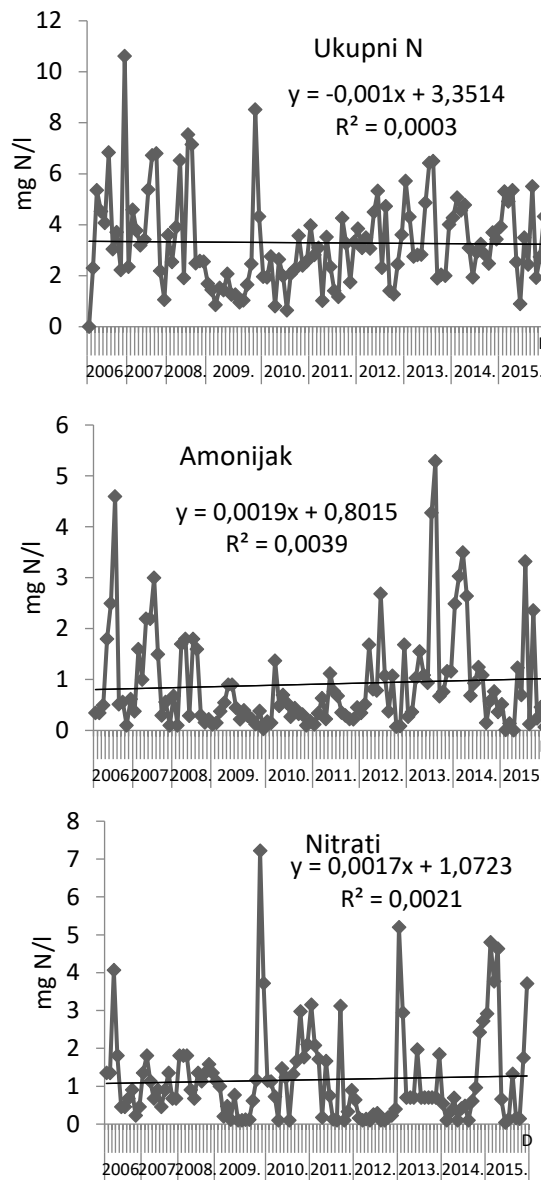 12
Ukupni N
10
y = -0,001x + 3,3514
R² = 0,0003
8
mg N/l
6
4
2
0
2006. 2007. 2008. 2009. 2010. 2011. 2012. 2013. 2014. 2015.
6
5
Amonijak
4
y = 0,0019x + 0,8015
R² = 0,0039
mg N/l
3
2
1
0
2006. 2007. 2008. 2009. 2010. 2011. 2012. 2013. 2014. 2015
8
Nitrati
7
y = 0,0017x + 1,0723
R² = 0,0021
6
mg N/l
5
4
3
2
1
0
D
2006. 2007. 2008. 2009. 2010. 2011. 2012. 2013. 2014. 2015.